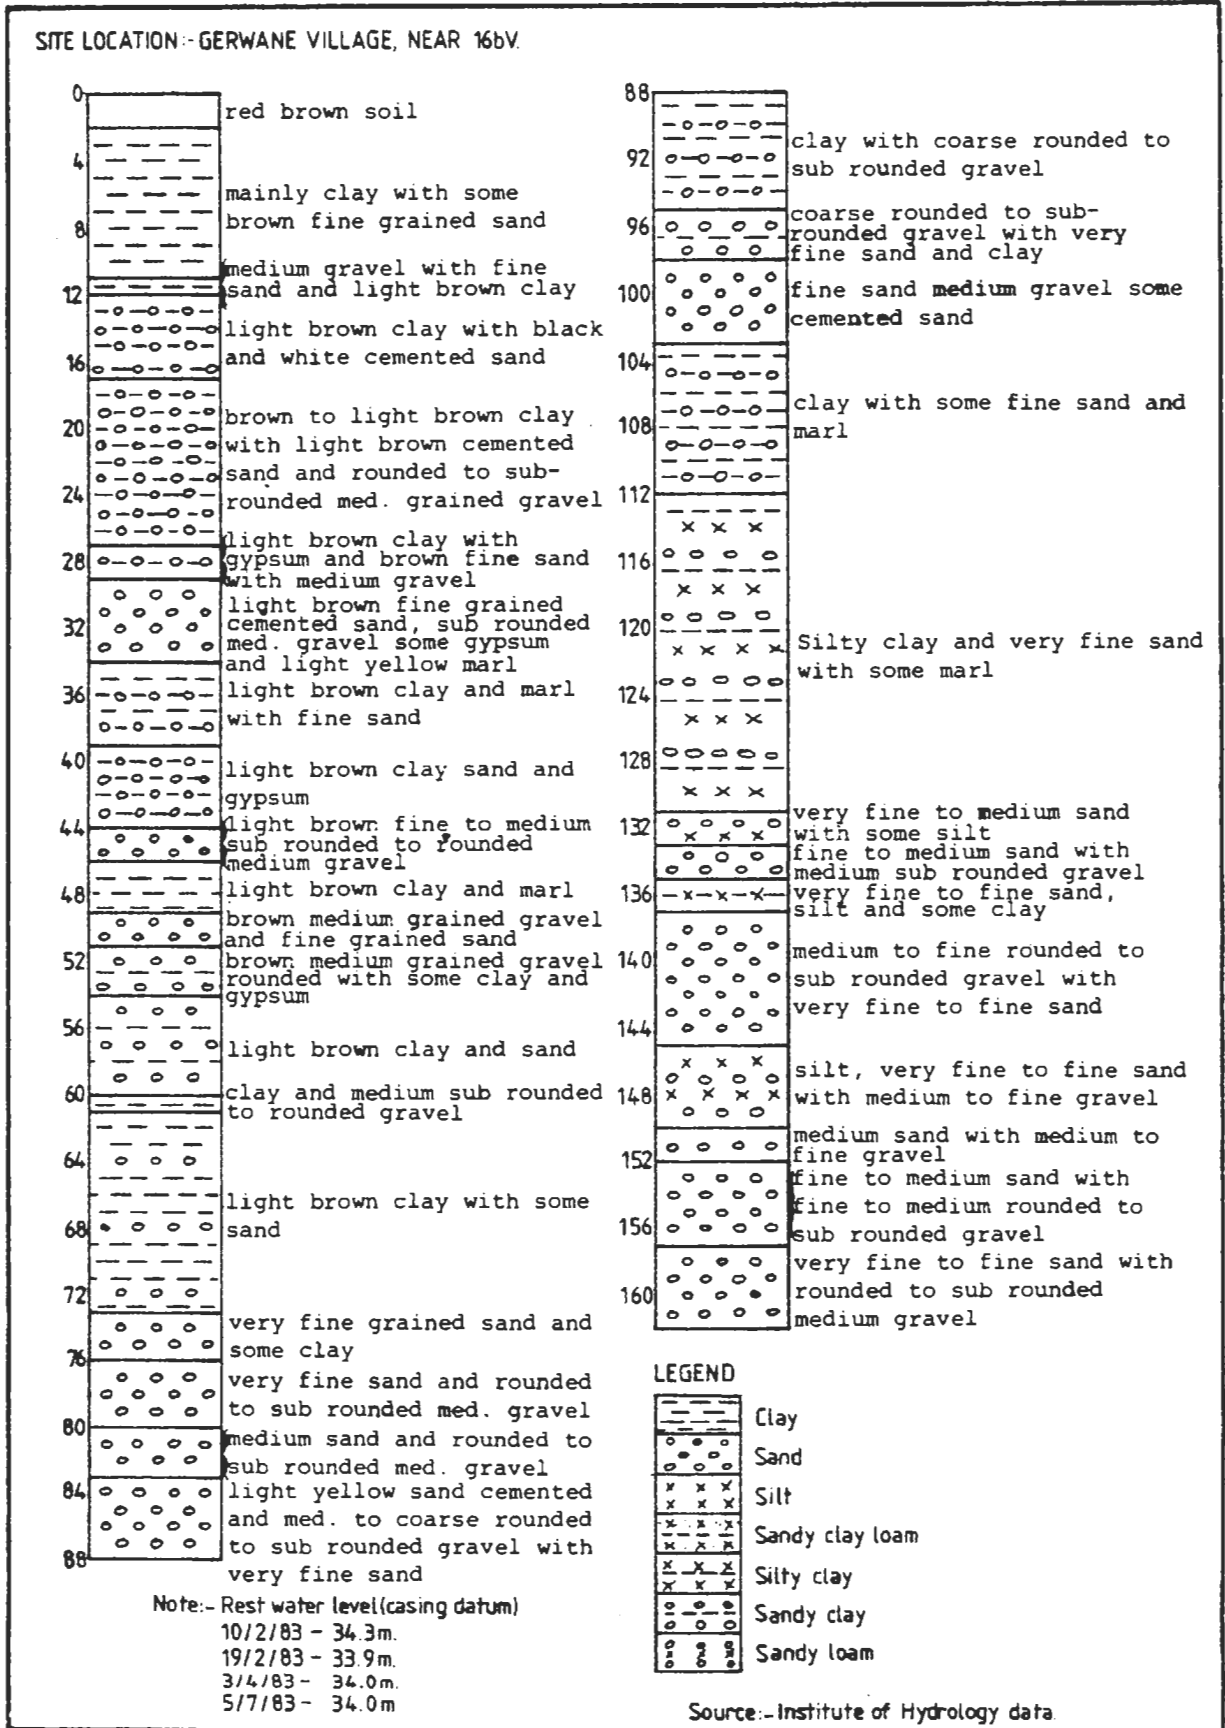 SITE LOCATION:- GERWANE VILLAGE, NEAR 16bV.
0
red brown soil
4
mainly clay with some
brown fine grained sand
8
medium gravel with fine
sand and light brown clay
12
light brown clay with black
and white cemented sand
16
brown to light brown clay
with light brown cemented
sand and rounded to sub-
rounded med. grained gravel
20
24
light brown clay with
gypsum and brown fine sand
with medium gravel
28
light brown fine grained
cemented sand, sub rounded
med. gravel some gypsum
and light yellow marl
32
light brown clay and marl
with fine sand
36
40
light brown clay sand and
gypsum
44
light brown fine to medium
sub rounded to rounded
medium gravel
light brown clay and marl
48
brown medium grained gravel
and fine grained sand
52
brown medium grained gravel
rounded with some clay and
gypsum
56
light brown clay and sand
60
clay and medium sub rounded
to rounded gravel
64
light brown clay with some
sand
68
72
very fine grained sand and
some clay
76
very fine sand and rounded
to sub rounded med. gravel
80
medium sand and rounded to
sub rounded med. gravel
84
light yellow sand cemented
and med. to coarse rounded
to sub rounded gravel with
very fine sand
88
Note:- Rest water level(casing datum)
10/2/83 - 34.3m.
19/2/83 - 33.9m.
3/4/83 - 34.0m.
5/7/83 - 34.0m
88
clay with coarse rounded to
sub rounded gravel
92
coarse rounded to sub-
rounded gravel with very
fine sand and clay
96
fine sand medium gravel some
cemented sand
100
104
clay with some fine sand and
marl
108
112
116
120
Silty clay and very fine sand
with some marl
124
128
very fine to medium sand
with some silt
132
fine to medium sand with
medium sub rounded gravel
136
very fine to fine sand,
silt and some clay
medium to fine rounded to
sub rounded gravel with
very fine to fine sand
140
144
silt, very fine to fine sand
with medium to fine gravel
148
medium sand with medium to
fine gravel
152
fine to medium sand with
fine to medium rounded to
sub rounded gravel
156
very fine to fine sand with
rounded to sub rounded
medium gravel
160
LEGEND
Clay
Sand
Silt
Sandy clay loam
Silty clay
Sandy clay
Sandy loam
Source:- Institute of Hydrology data.